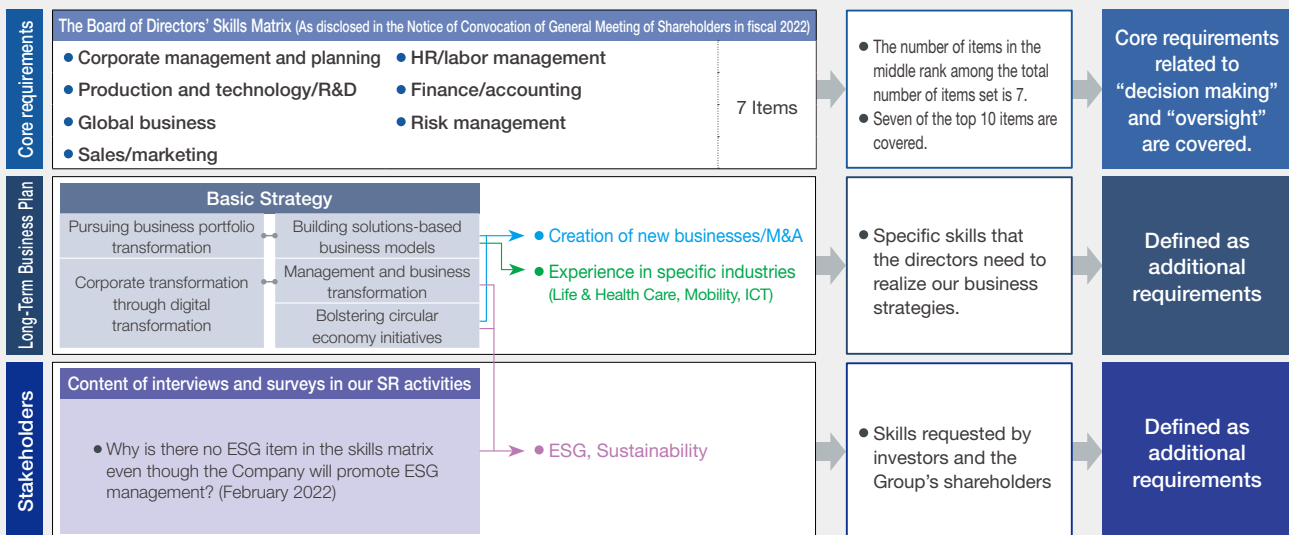 Core requirements
The Board of Directors' Skills Matrix (As disclosed in the Notice of Convocation of General Meeting of Shareholders in fiscal 2022)
● Corporate management and planning
● Production and technology/R&D
● Global business
● Sales/marketing
● HR/labor management
● Finance/accounting
● Risk management
7 Items
● The number of items in the
middle rank among the total
number of items set is 7.
● Seven of the top 10 items are
covered.
Core requirements
related to
“decision making”
and “oversight”
are covered.
Long-Term Business Plan
Basic Strategy
Pursuing business portfolio
transformation
Building solutions-based
business models
Corporate transformation
through digital
transformation
Management and business
transformation
Bolstering circular
economy initiatives
● Creation of new businesses/M&A
● Experience in specific industries
(Life & Health Care, Mobility, ICT)
● Specific skills that
the directors need to
realize our business
strategies.
Defined as
additional
requirements
Stakeholders
Content of interviews and surveys in our SR activities
● Why is there no ESG item in the skills matrix
even though the Company will promote ESG
management? (February 2022)
● ESG, Sustainability
● Skills requested by
investors and the
Group's shareholders
Defined as
additional
requirements